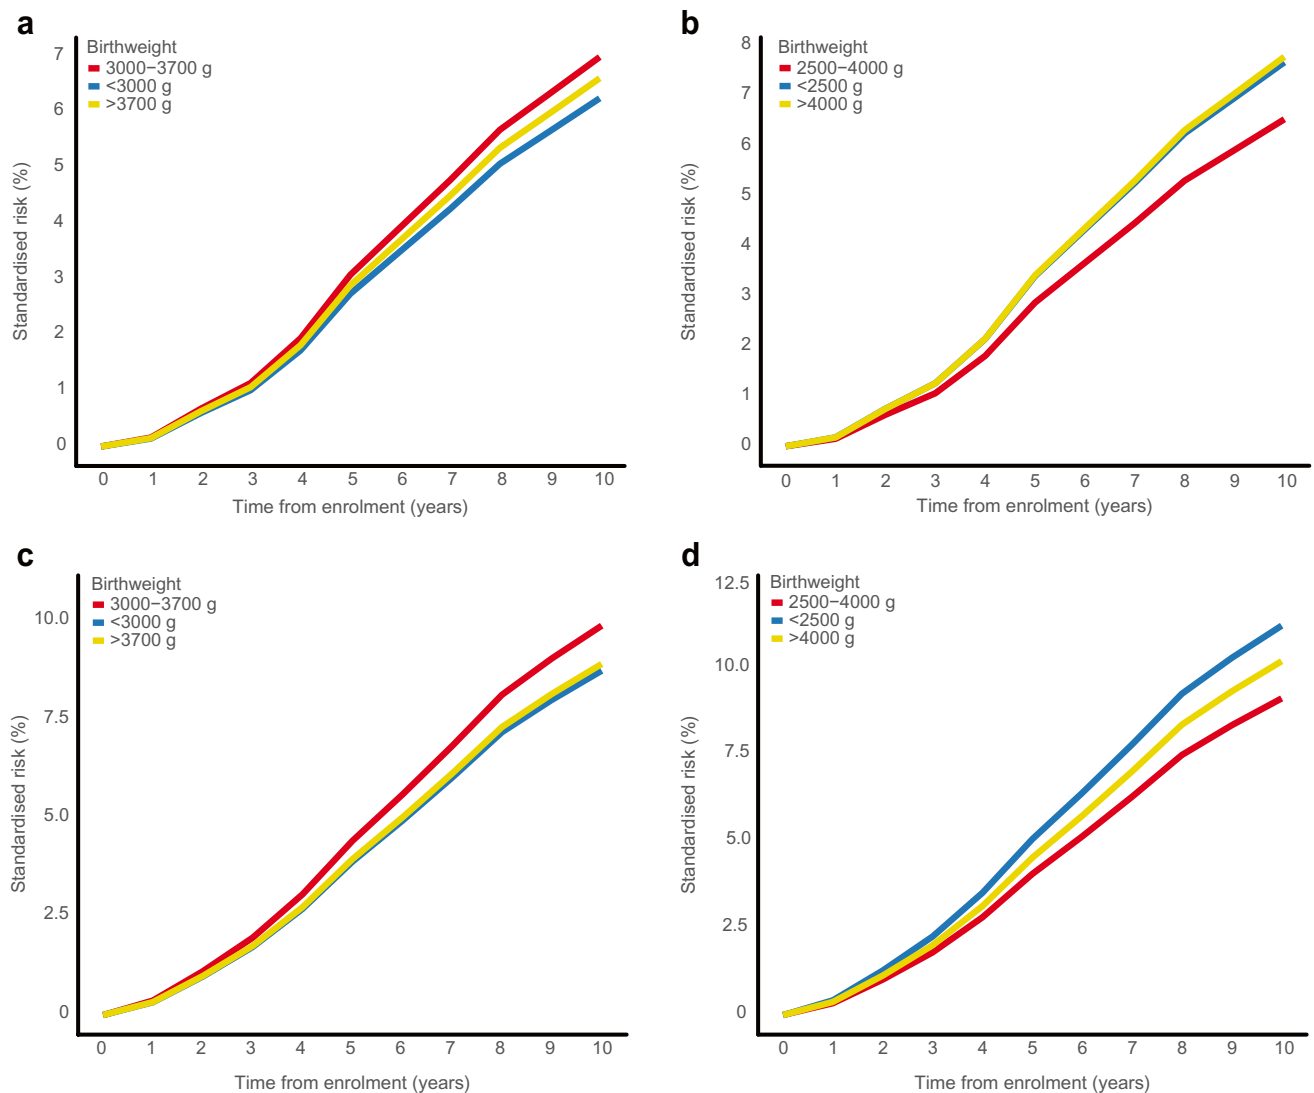 a
Birthweight
3000–3700 g
<3000 g
>3700 g
Standardised risk (%)
7
6
5
4
3
2
1
0
0 1 2 3 4 5 6 7 8 9 10
Time from enrolment (years)
b
Birthweight
2500–4000 g
<2500 g
>4000 g
Standardised risk (%)
8
7
6
5
4
3
2
1
0
0 1 2 3 4 5 6 7 8 9 10
Time from enrolment (years)
c
Birthweight
3000–3700 g
<3000 g
>3700 g
Standardised risk (%)
10.0
7.5
5.0
2.5
0
0 1 2 3 4 5 6 7 8 9 10
Time from enrolment (years)
d
Birthweight
2500–4000 g
<2500 g
>4000 g
Standardised risk (%)
12.5
10.0
7.5
5.0
2.5
0
0 1 2 3 4 5 6 7 8 9 10
Time from enrolment (years)